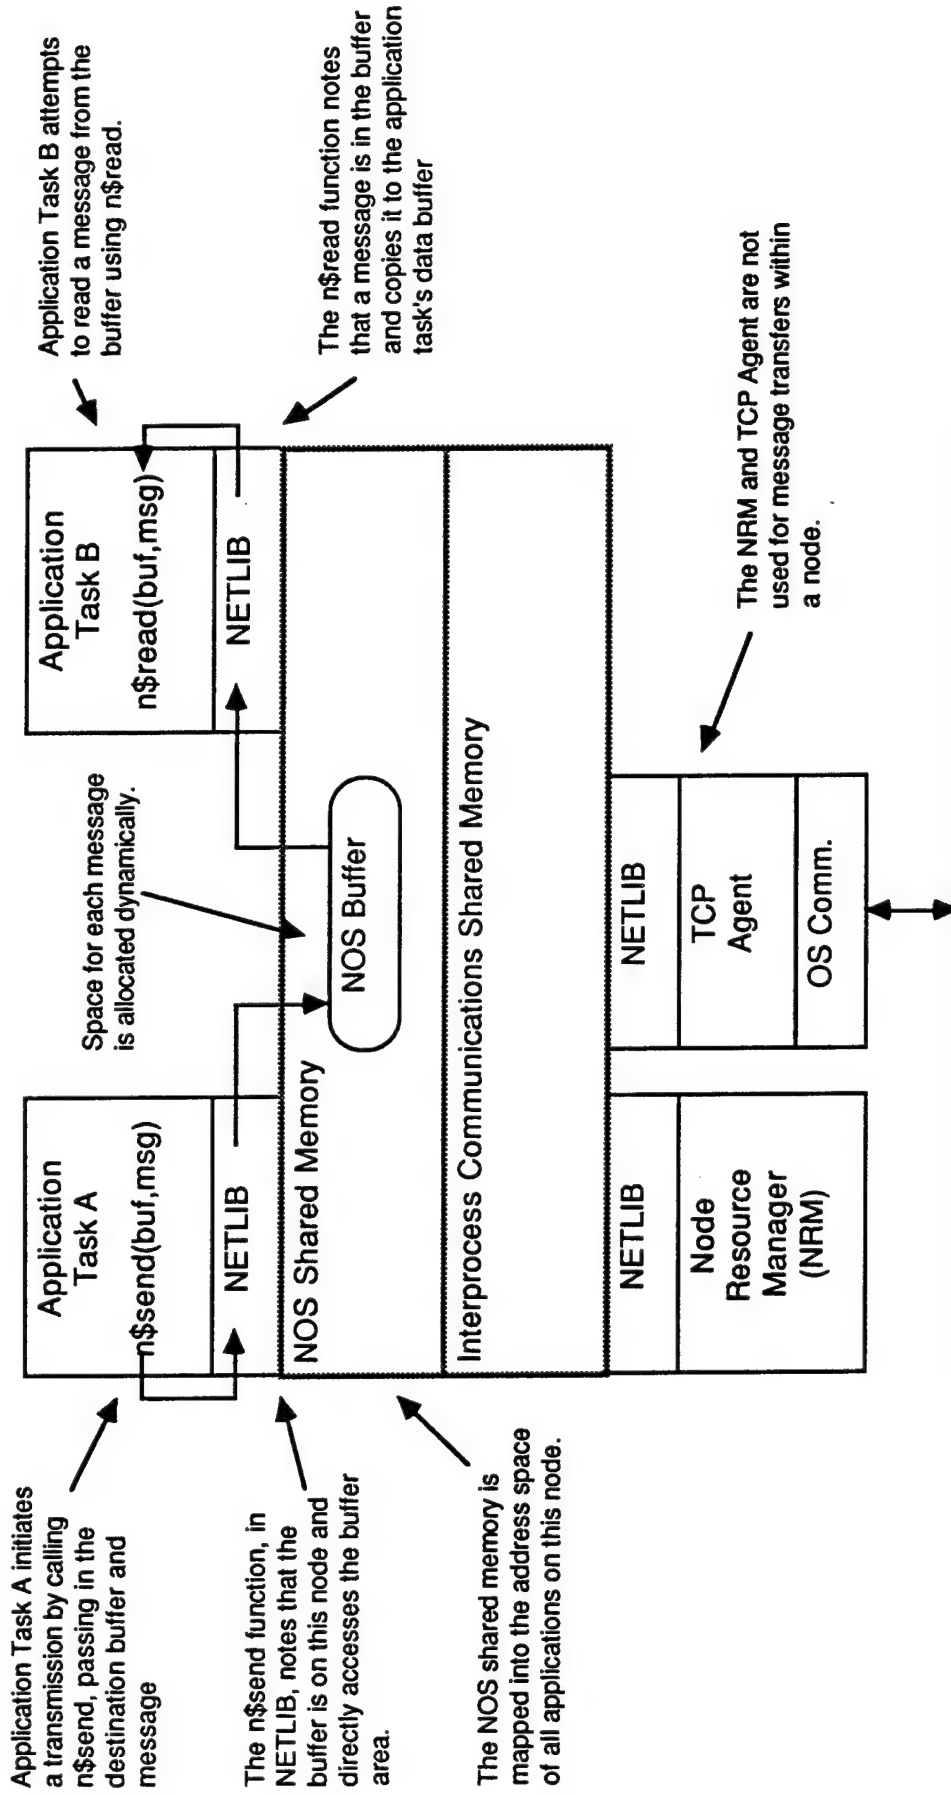 Application Task A initiates
a transmission by calling
n$send, passing in the
destination buffer and
message
The n$send function, in
NETLIB, notes that the
buffer is on this node and
directly accesses the buffer
area.
The NOS shared memory is
mapped into the address space
of all applications on this node.
Application
Task A
n$send(buf,msg)
NETLIB
Space for each message
is allocated dynamically.
Application
Task B
n$read(buf,msg)
NETLIB
Application Task B attempts
to read a message from the
buffer using n$read.
The n$read function notes
that a message is in the buffer
and copies it to the application
task's data buffer
NOS Shared Memory
NOS Buffer
Interprocess Communications Shared Memory
NETLIB
Node
Resource
Manager
(NRM)
NETLIB
TCP
Agent
OS Comm.
The NRM and TCP Agent are not
used for message transfers within
a node.